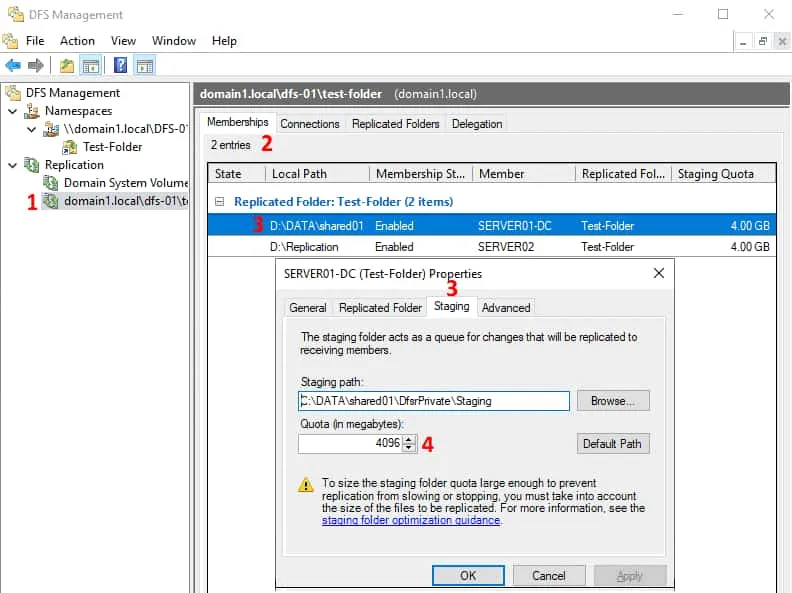 DFS Management
File Action View Window Help
DFS Management
Namespaces
\\domain1.local\DFS-0
Test-Folder
Replication
Domain System Volume
1 domain1.local\dfs-01\t
domain1.local\dfs-01\test-folder (domain1.local)
Memberships Connections Replicated Folders Delegation
2 entries 2
State Local Path Membership St... Member Replicated Fol... Staging Quota
Replicated Folder: Test-Folder (2 items)
3 D:\DATA\shared01 Enabled SERVER01-DC Test-Folder 4.00 GB
D:\Replication Enabled SERVER02 Test-Folder 4.00 GB
SERVER01-DC (Test-Folder) Properties
3
General Replicated Folder Staging Advanced
The staging folder acts as a queue for changes that will be replicated to
receiving members.
Staging path:
:\DATA\shared01\DfsrPrivate\Staging Browse...
Quota (in megabytes):
4096 4 Default Path
To size the staging folder quota large enough to prevent
replication from slowing or stopping, you must take into account
the size of the files to be replicated. For more information, see the
staging folder optimization guidance.
OK Cancel Apply